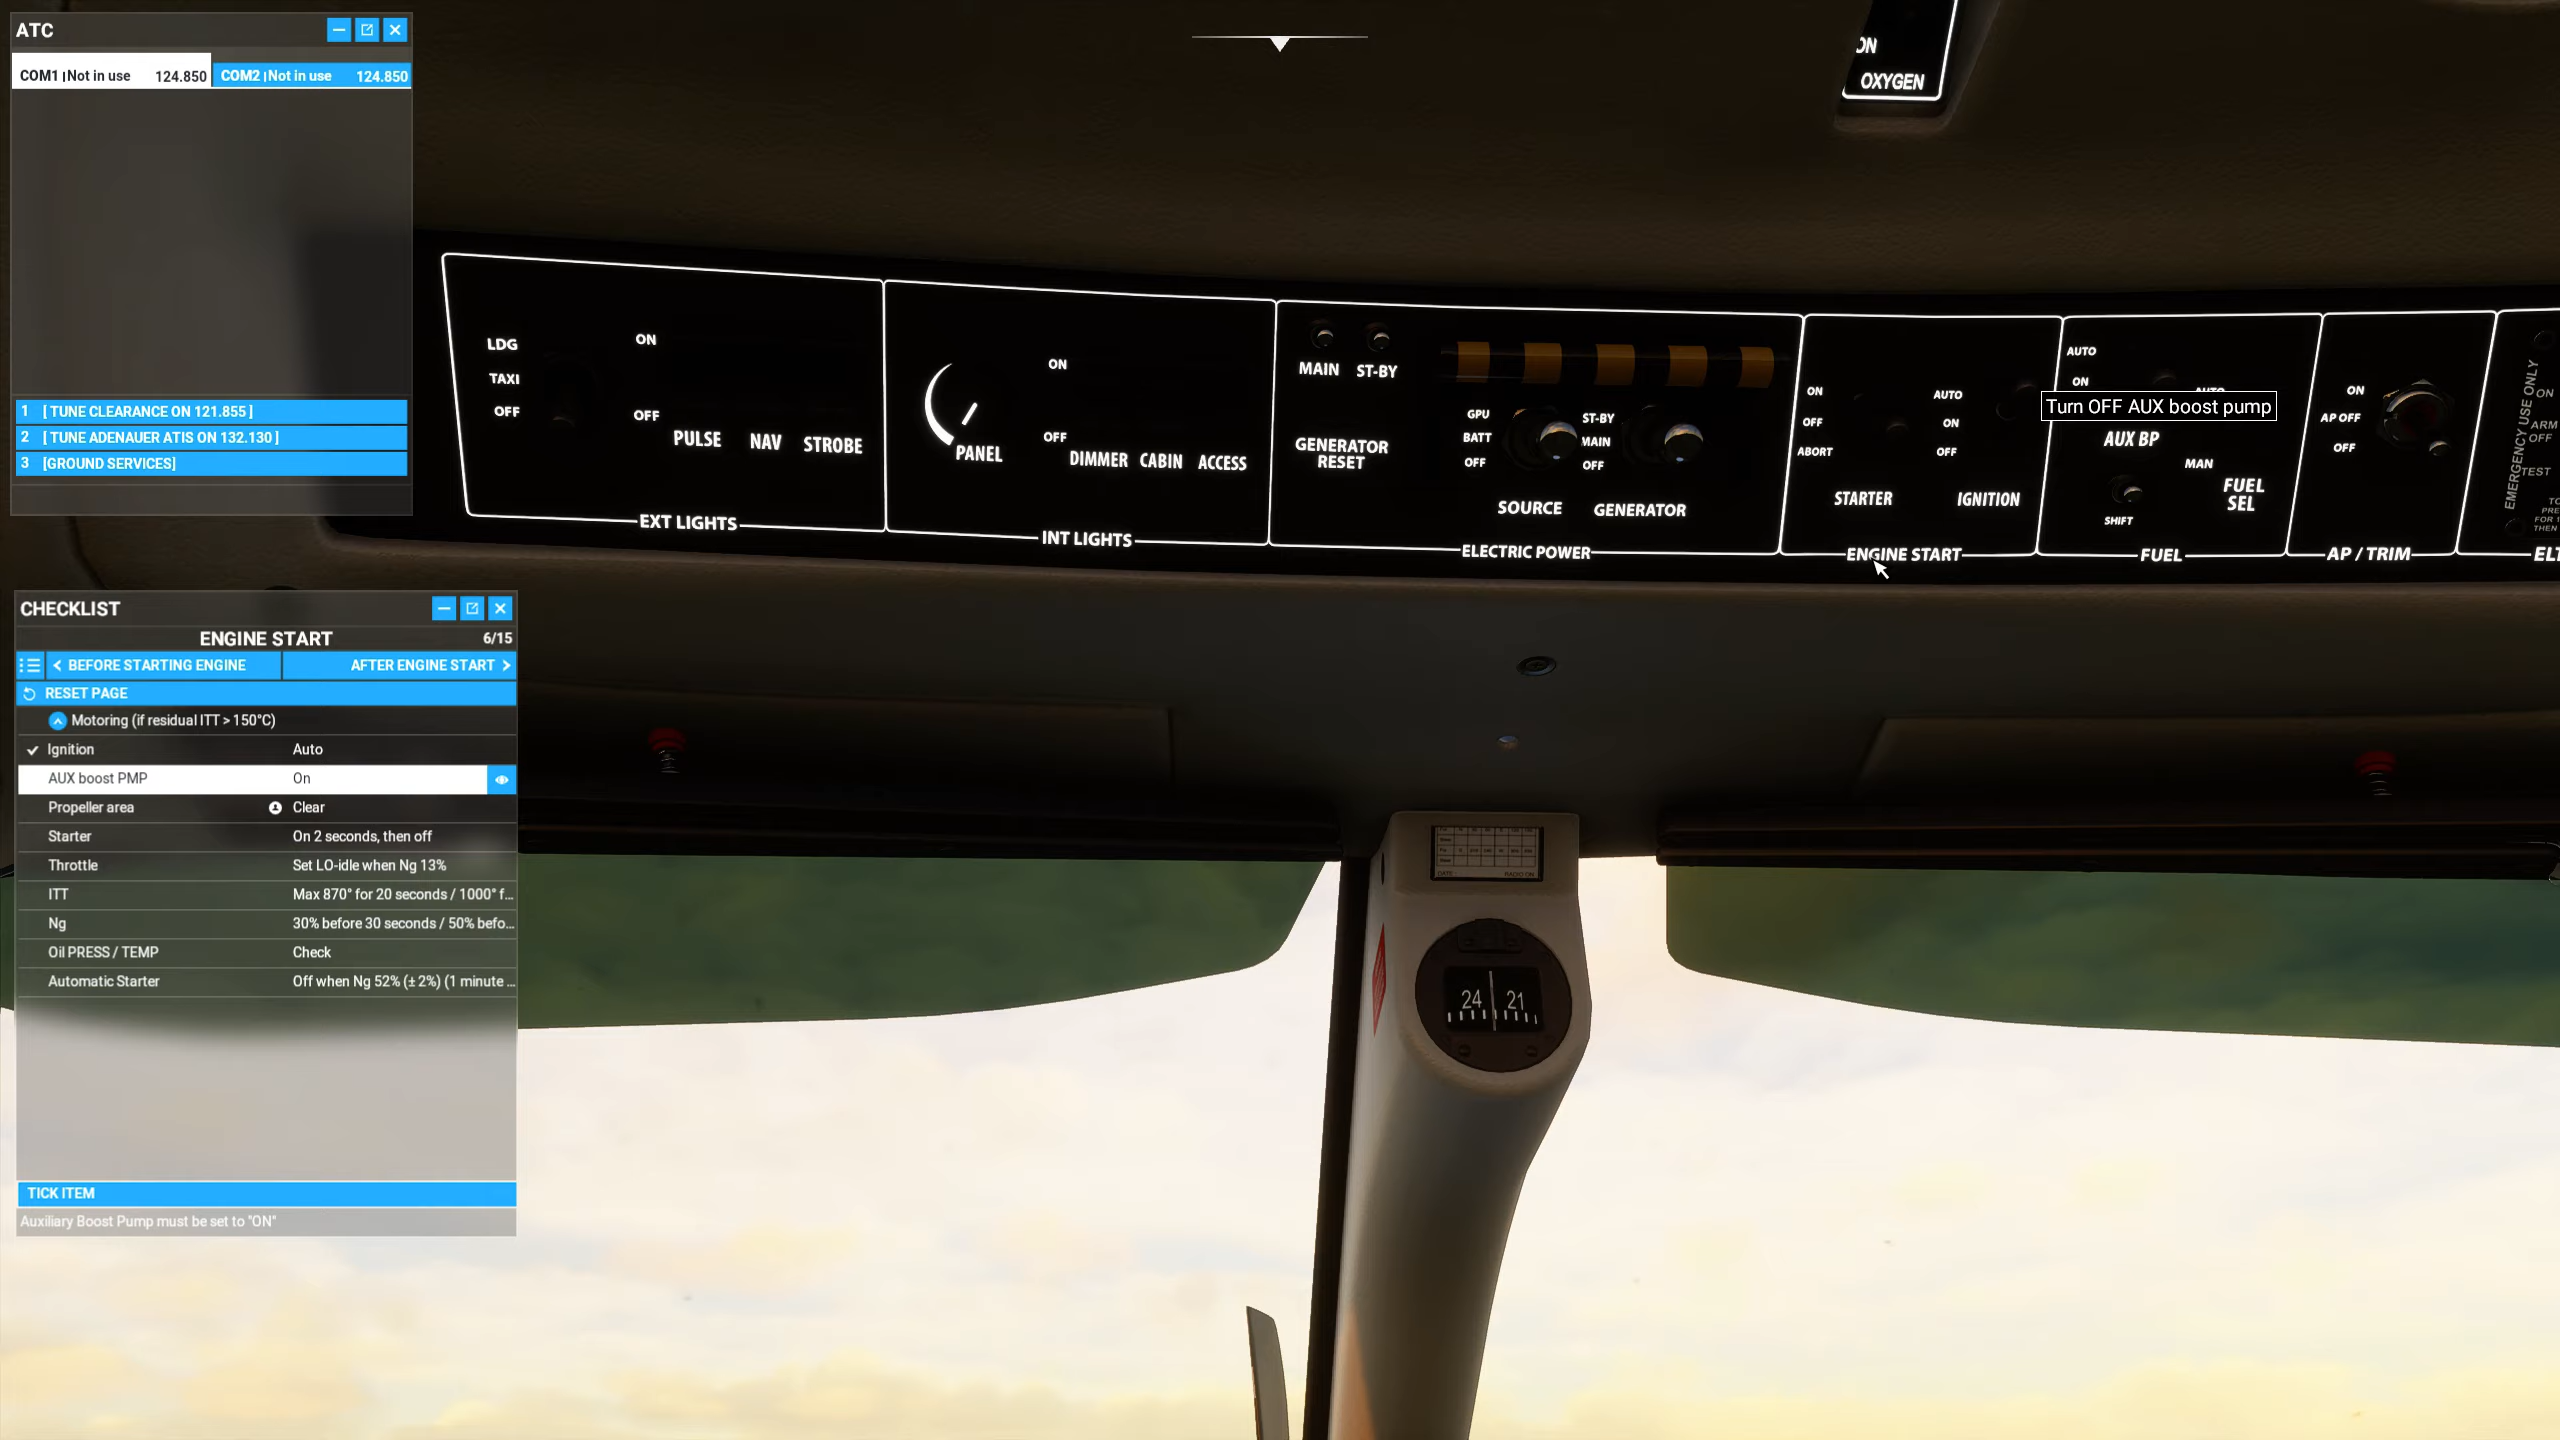 ATC
COM1 | Not in use 124.850 COM2 | Not in use 124.850
1 [ TUNE CLEARANCE ON 121.855 ]
2 [ TUNE ADENAUER ATIS ON 132.130 ]
3 [GROUND SERVICES]
ON
OXYGEN
LDG
TAXI
OFF
ON
OFF
PULSE NAV STROBE
EXT LIGHTS
PANEL
ON
OFF
DIMMER CABIN ACCESS
INT LIGHTS
MAIN ST-BY
GENERATOR
RESET
GPU
BATT
OFF
SOURCE
ST-BY
MAIN
OFF
GENERATOR
ELECTRIC POWER
ON
OFF
ABORT
STARTER
AUTO
ON
OFF
IGNITION
ENGINE START
AUTO
ON
Turn OFF AUX boost pump
AUX BP
SHIFT
MAN
FUEL
SEL
FUEL
ON
AP OFF
OFF
AP / TRIM
EMERGENCY USE ONLY
ON
ARM
OFF
TEST
ELT
CHECKLIST
ENGINE START 6/15
BEFORE STARTING ENGINE AFTER ENGINE START
RESET PAGE
Motoring (if residual ITT > 150°C)
Ignition Auto
AUX boost PMP On
Propeller area Clear
Starter On 2 seconds, then off
Throttle Set LO-idle when Ng 13%
ITT Max 870° for 20 seconds / 1000° f...
Ng 30% before 30 seconds / 50% befo...
Oil PRESS / TEMP Check
Automatic Starter Off when Ng 52% (±2%) (1 minute ...
TICK ITEM
Auxiliary Boost Pump must be set to "ON"
24 21